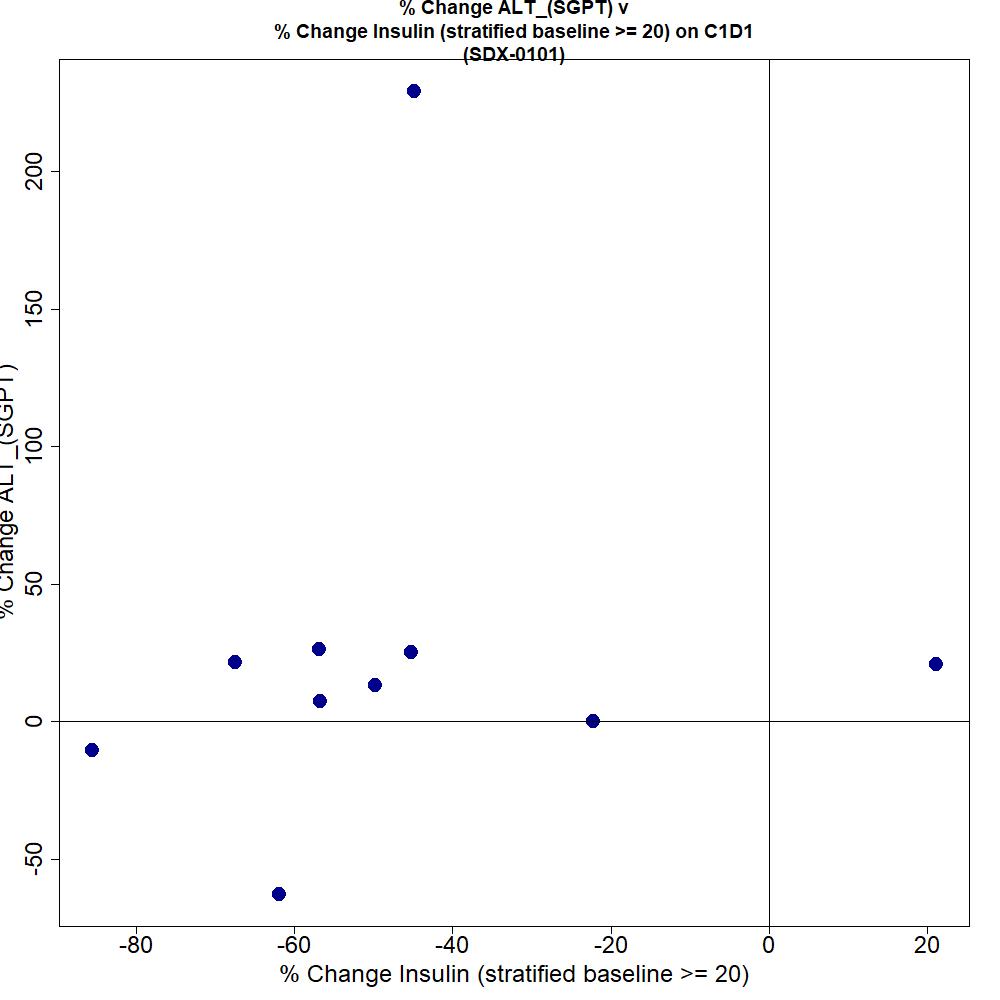 % Change ALT_(SGPT) v
% Change Insulin (stratified baseline >= 20) on C1D1
(SDX-0101)
% Change ALT_(SGPT)
200
150
100
50
0
-50
-80
-60
-40
-20
0
20
% Change Insulin (stratified baseline >= 20)